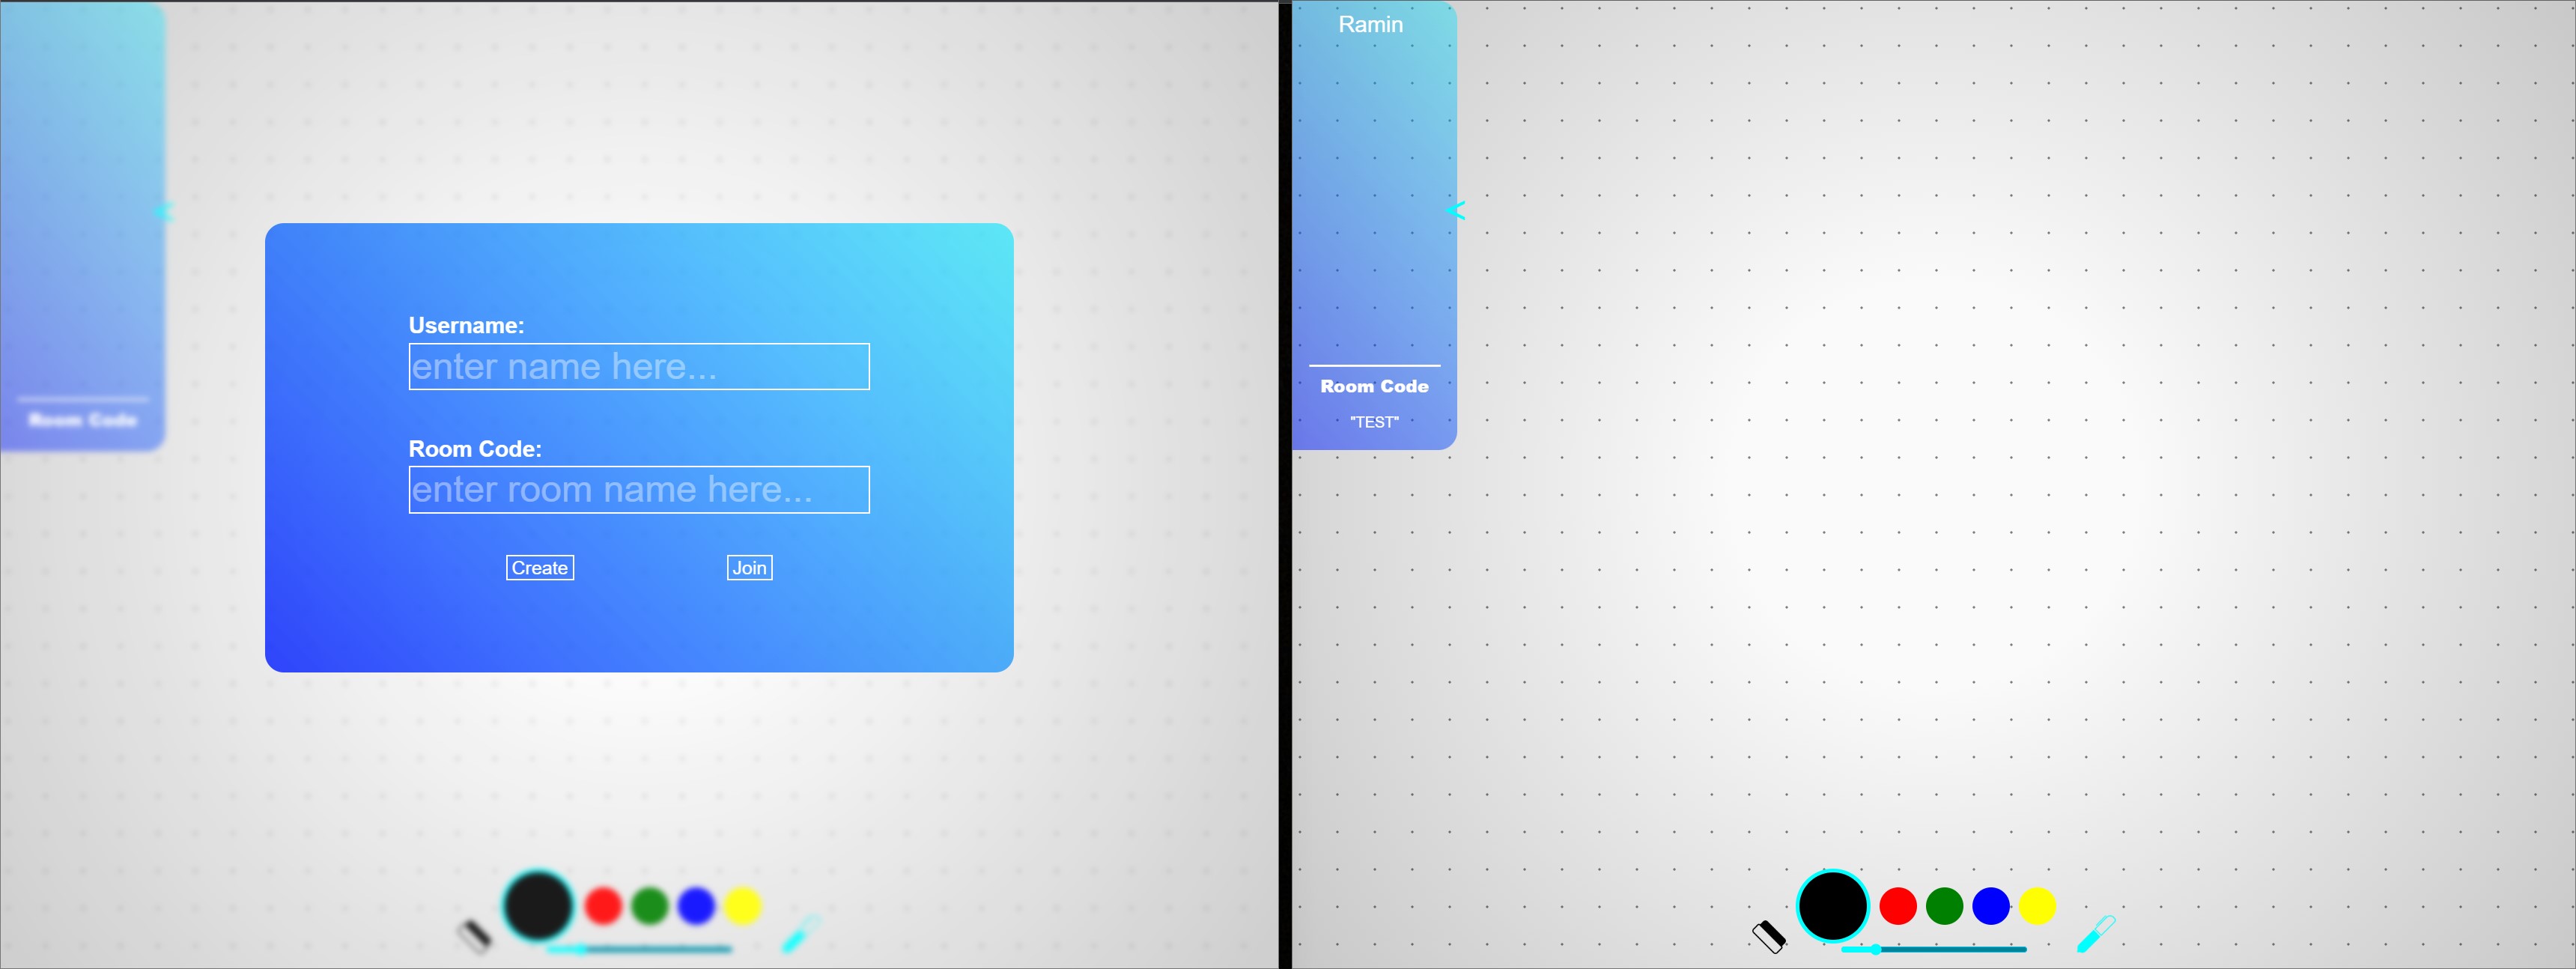 Room Code
Username:
enter name here...
Room Code:
enter room name here...
Create
Join
Ramin
<
Room Code
"TEST"